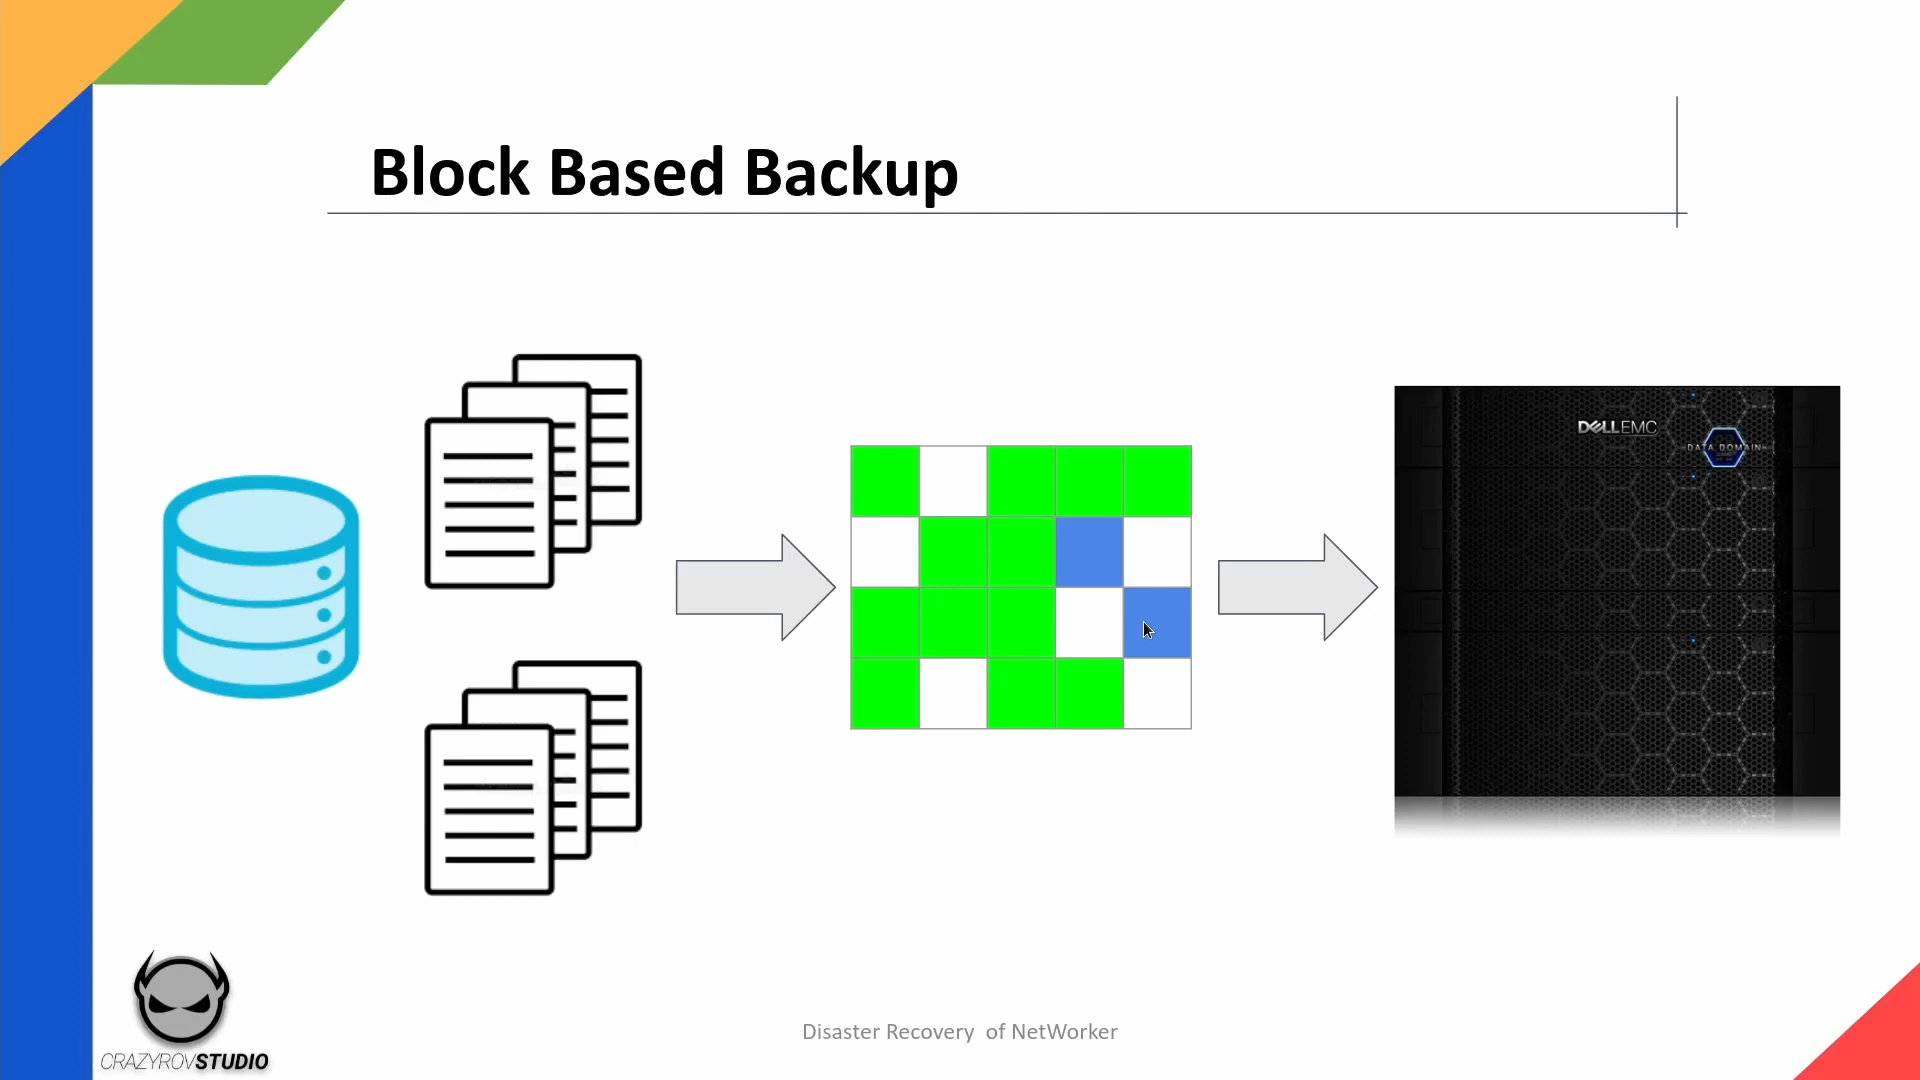 Block Based Backup
DELLEMC
DATA DOMAIN
Disaster Recovery of NetWorker
CRAZYROVSTUDIO